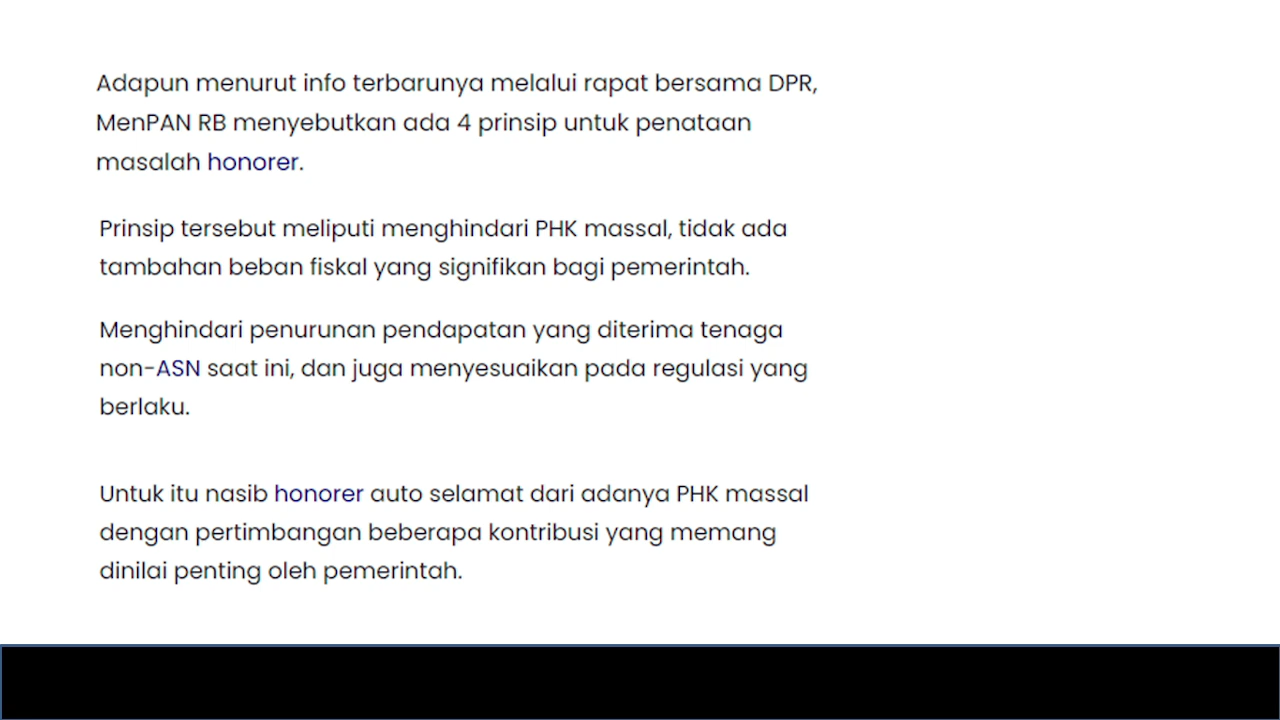 Adapun menurut info terbarunya melalui rapat bersama DPR,
MenPAN RB menyebutkan ada 4 prinsip untuk penataan
masalah honorer.
Prinsip tersebut meliputi menghindari PHK massal, tidak ada
tambahan beban fiskal yang signifikan bagi pemerintah.
Menghindari penurunan pendapatan yang diterima tenaga
non-ASN saat ini, dan juga menyesuaikan pada regulasi yang
berlaku.
Untuk itu nasib honorer auto selamat dari adanya PHK massal
dengan pertimbangan beberapa kontribusi yang memang
dinilai penting oleh pemerintah.